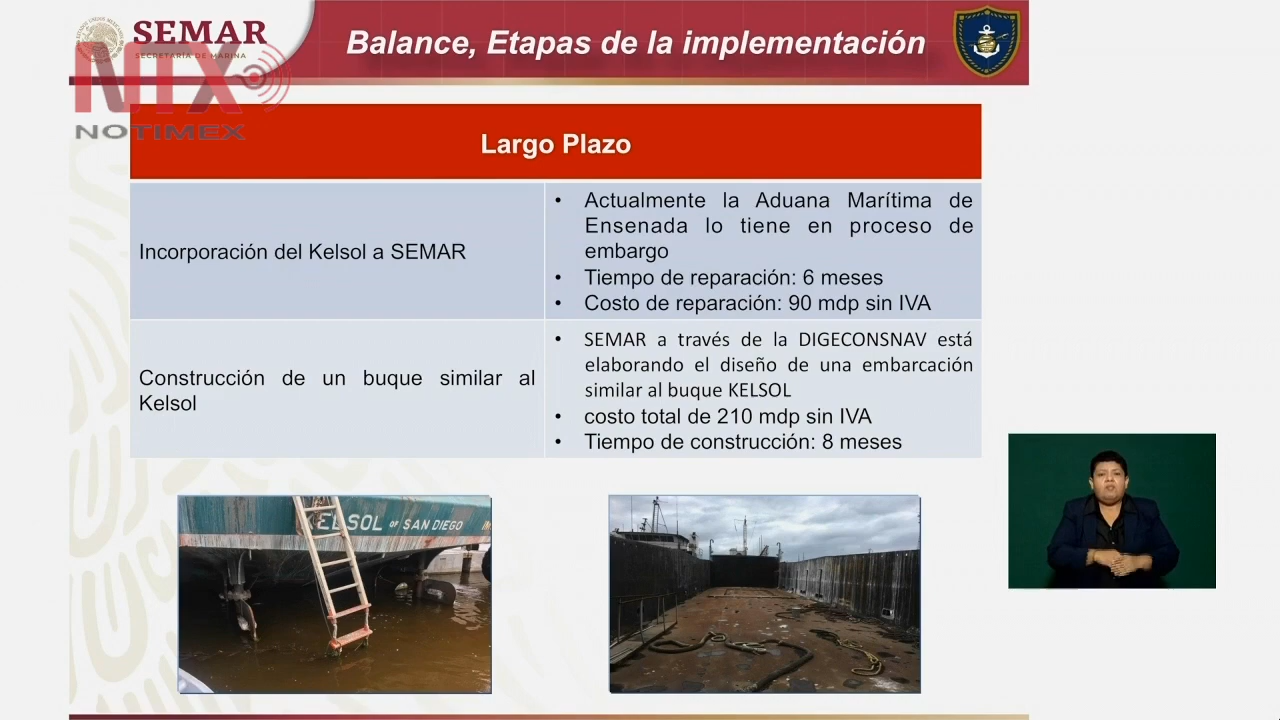 SEMAR
SECRETARÍA DE MARINA
Balance, Etapas de la implementación
NTX
NOTIMEX
Largo Plazo
Incorporación del Kelsol a SEMAR
• Actualmente la Aduana Marítima de
Ensenada lo tiene en proceso de
embargo
• Tiempo de reparación: 6 meses
• Costo de reparación: 90 mdp sin IVA
Construcción de un buque similar al
Kelsol
• SEMAR a través de la DIGECONSNAV está
elaborando el diseño de una embarcación
similar al buque KELSOL
• costo total de 210 mdp sin IVA
• Tiempo de construcción: 8 meses
KELSOL OF SAN DIEGO